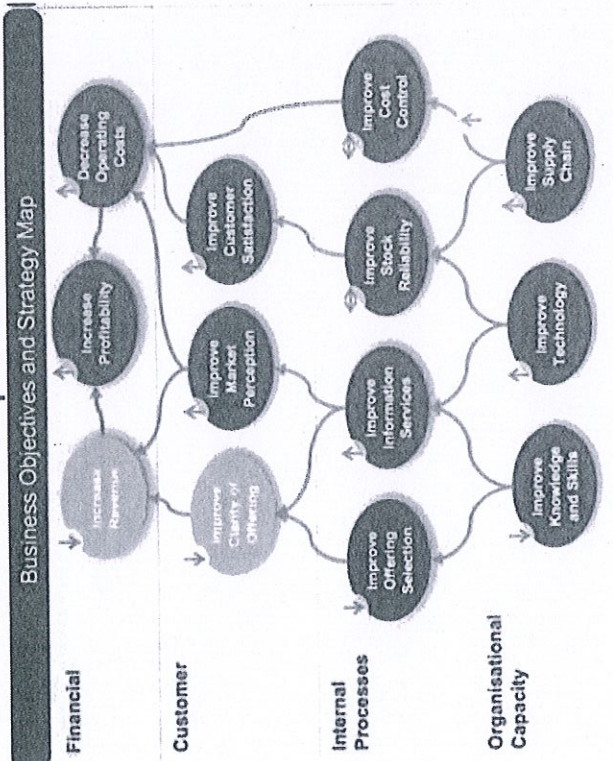 Business Objectives and Strategy Map
Financial
Increase
Revenue
Increase
Profitability
Decrease
Operating
Costs
Customer
Improve
Clarity of
Offering
Improve
Market
Perception
Improve
Customer
Satisfaction
Internal
Processes
Improve
Offering
Selection
Improve
Information
Services
Improve
Stock
Reliability
Improve
Cost
Control
Organisational
Capacity
Improve
Knowledge
and Skills
Improve
Technology
Improve
Supply
Chain